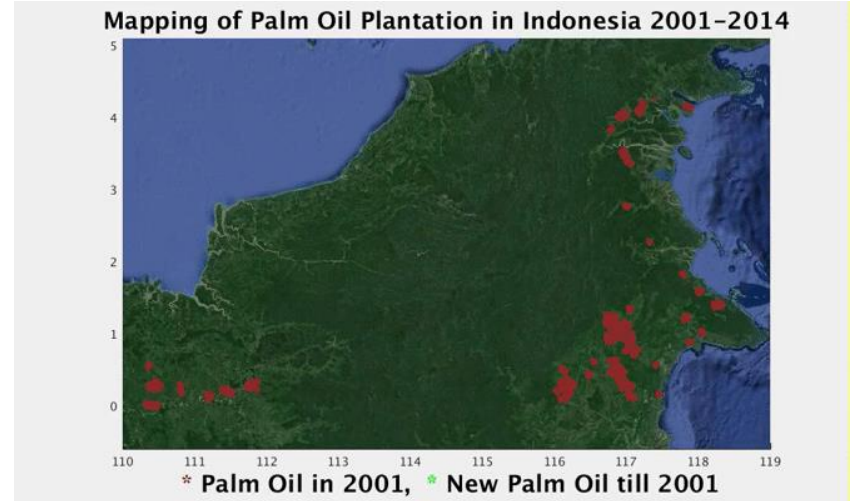 Mapping of Palm Oil Plantation in Indonesia 2001-2014
5
4
3
2
1
0
110 111 112 113 114 115 116 117 118 119
* Palm Oil in 2001, * New Palm Oil till 2001